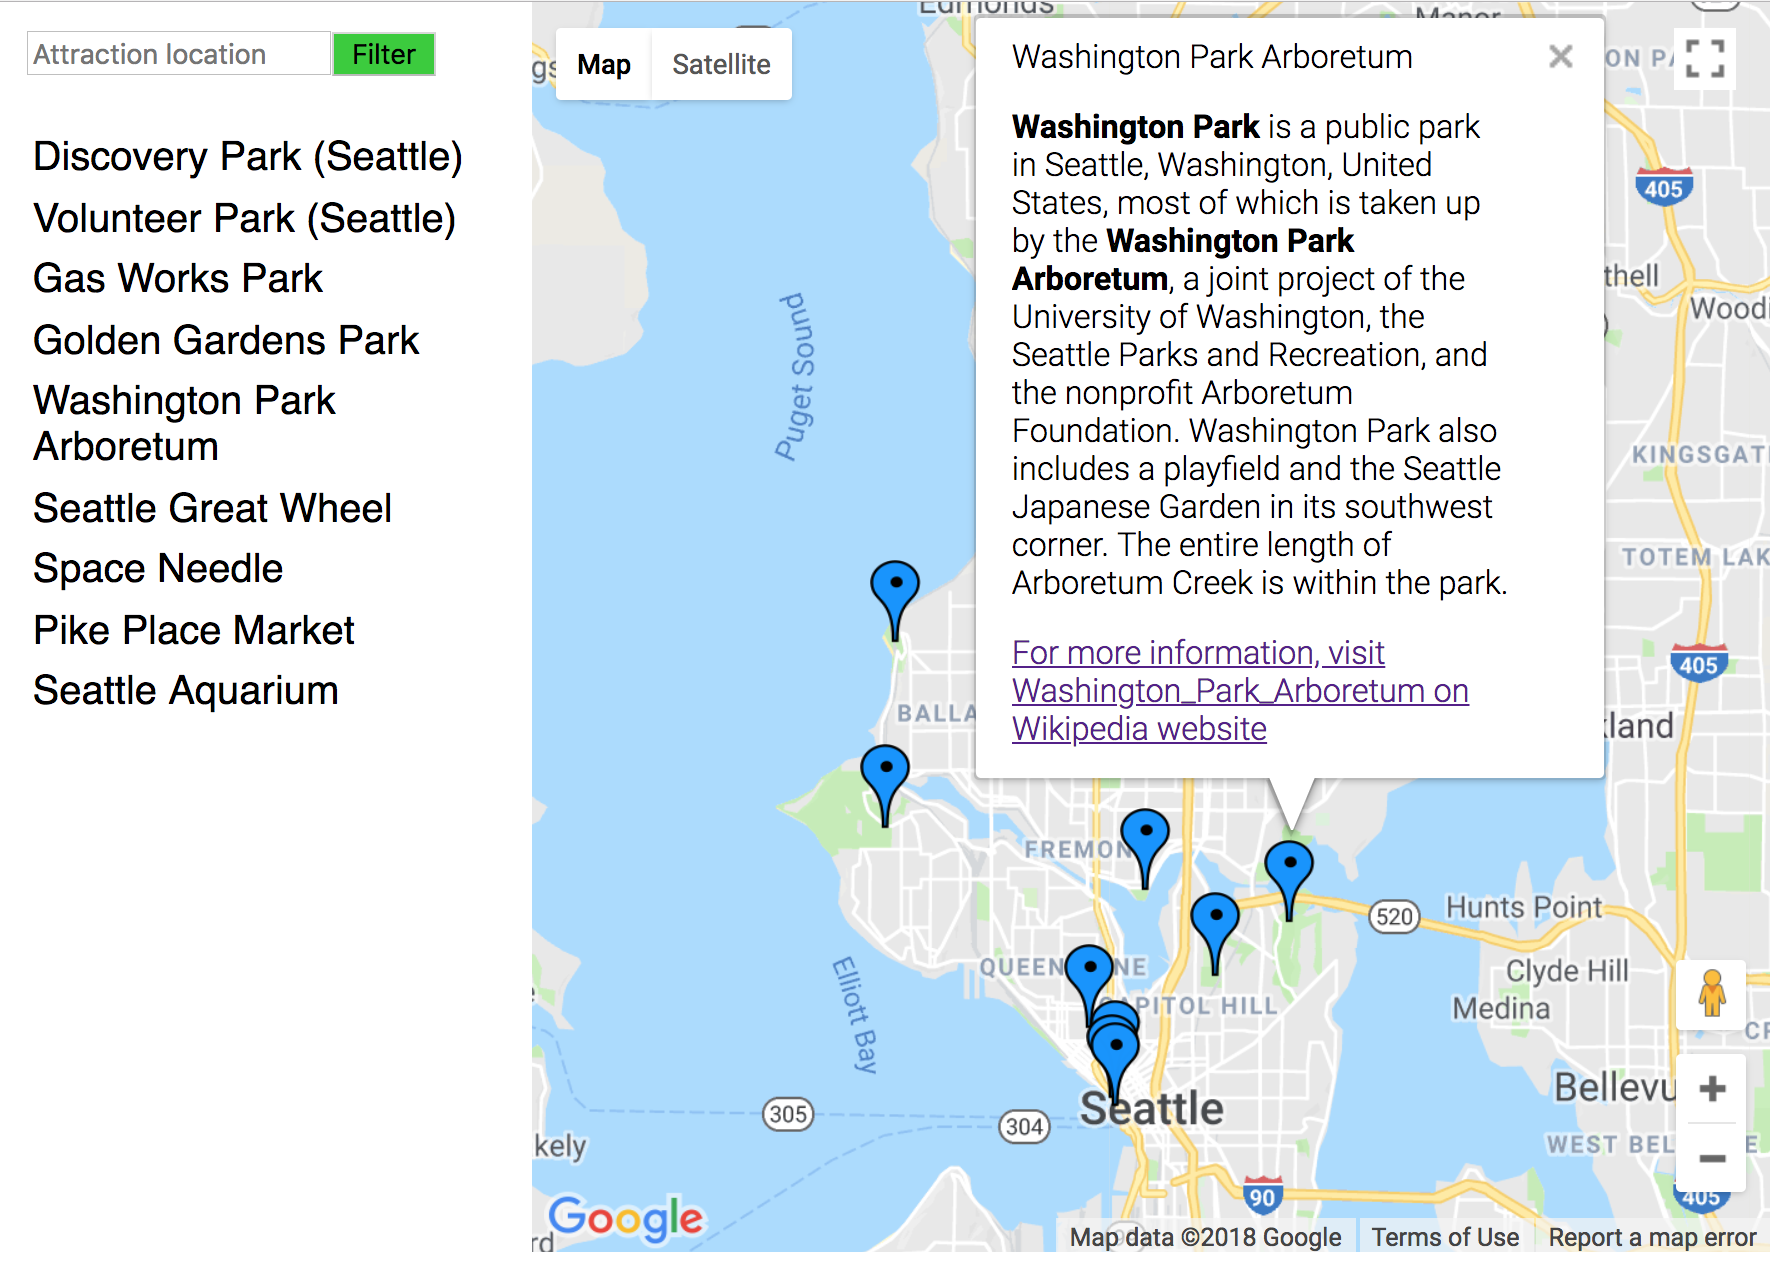 Attraction location
Filter
Discovery Park (Seattle)
Volunteer Park (Seattle)
Gas Works Park
Golden Gardens Park
Washington Park
Arboretum
Seattle Great Wheel
Space Needle
Pike Place Market
Seattle Aquarium
Map
Satellite
Washington Park Arboretum
Washington Park is a public park
in Seattle, Washington, United
States, most of which is taken up
by the Washington Park
Arboretum, a joint project of the
University of Washington, the
Seattle Parks and Recreation, and
the nonprofit Arboretum
Foundation. Washington Park also
includes a playfield and the Seattle
Japanese Garden in its southwest
corner. The entire length of
Arboretum Creek is within the park.
For more information, visit
Washington_Park_Arboretum on
Wikipedia website
Edmonds
405
thell
Woodi
Puget Sound
KINGSGAT
TOTEM LAK
405
kland
BALLA
FREMON
520
Hunts Point
QUEEN NE
CAPITOL HILL
Clyde Hill
Medina
Elliott Bay
Bellevu
Seattle
305
304
WEST BEL E
kely
90
405
Google
Map data ©2018 Google
Terms of Use
Report a map error